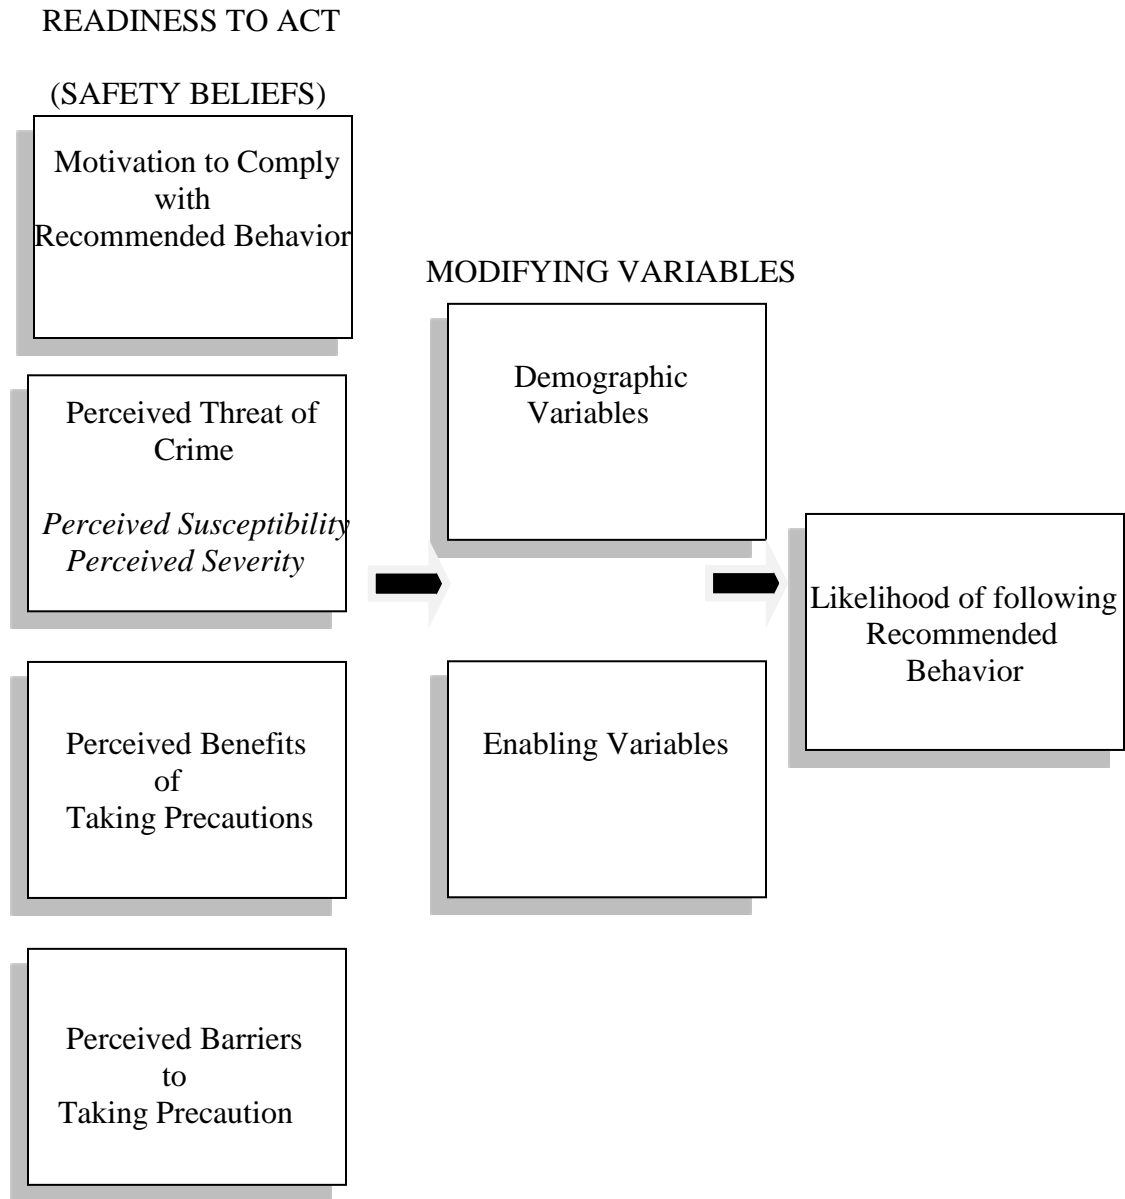 READINESS TO ACT
(SAFETY BELIEFS)
Motivation to Comply
with
Recommended Behavior
Perceived Threat of
Crime
Perceived Susceptibility
Perceived Severity
Perceived Benefits
of
Taking Precautions
Perceived Barriers
to
Taking Precaution
MODIFYING VARIABLES
Demographic
Variables
Enabling Variables
Likelihood of following
Recommended
Behavior